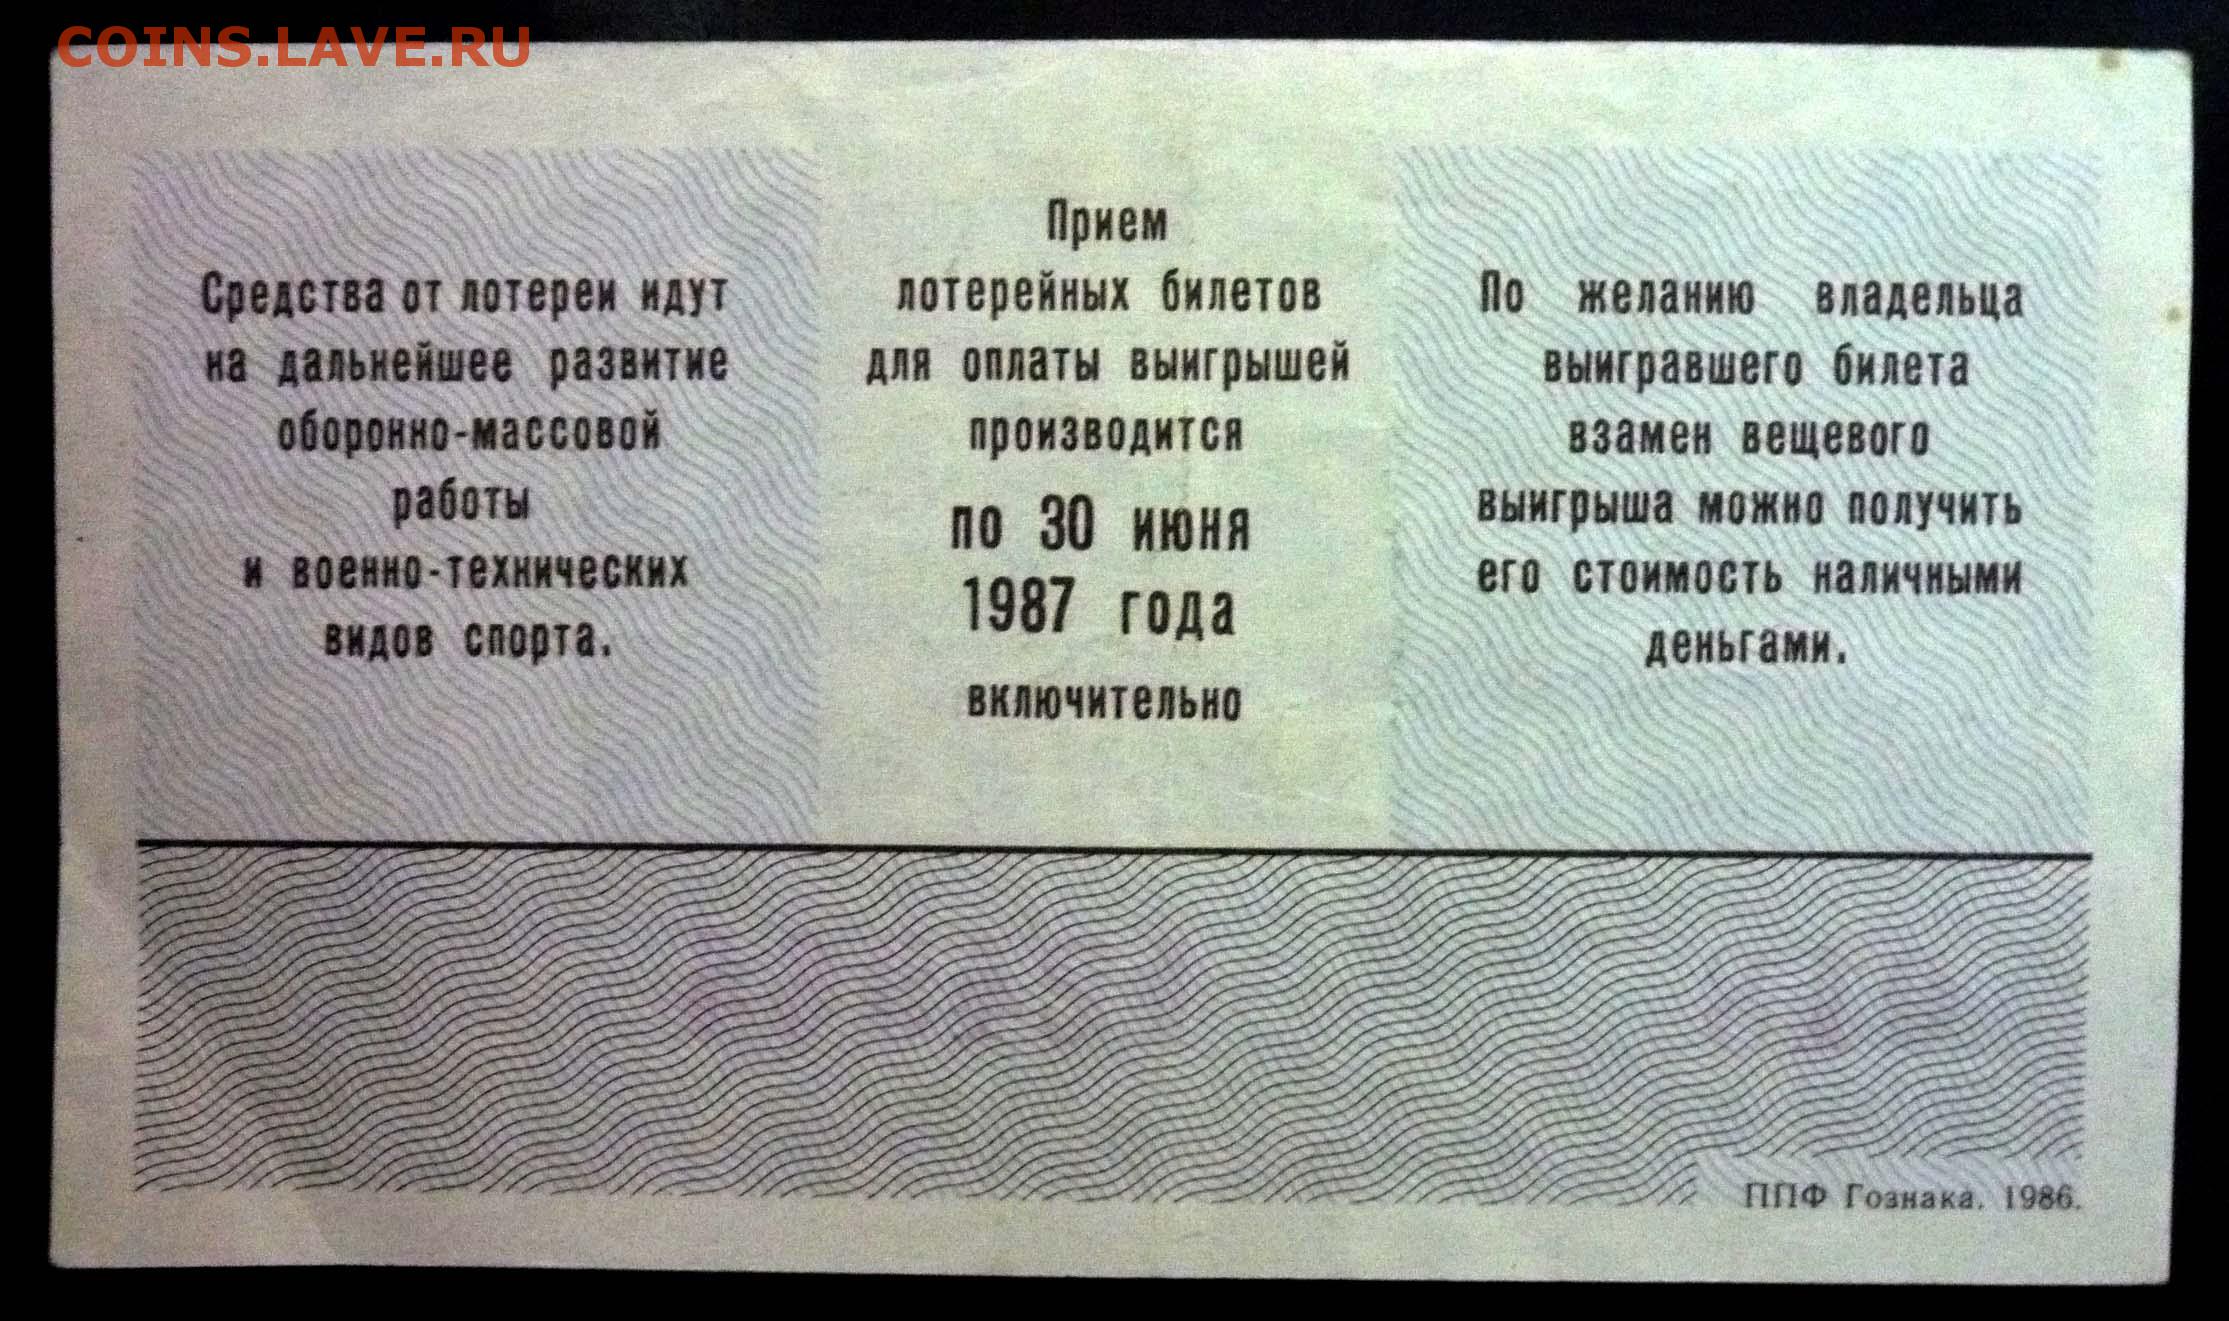 COINS.LAVE.RU
Средства от лотереи идут
на дальнейшее развитие
оборонно-массовой
работы
и военно-технических
видов спорта.
Прием
лотерейных билетов
для оплаты выигрышей
производится
по 30 июня
1987 года
включительно
По желанию владельца
выигравшего билета
взамен вещевого
выигрыша можно получить
его стоимость наличными
деньгами.
ППФ Гознака. 1986.